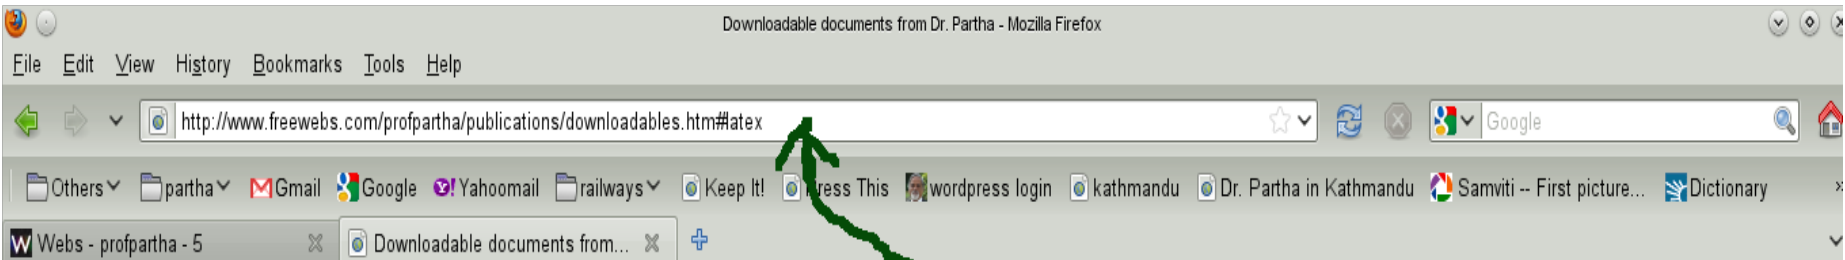 Downloadable documents from Dr. Partha - Mozilla Firefox
File Edit View History Bookmarks Tools Help
http://www.freewebs.com/profpartha/publications/downloadables.htm#latex Google
Others partha Gmail Google Yahoomail railways Keep It! Press This wordpress login kathmandu Dr. Partha in Kathmandu Samviti -- First picture... Dictionary
Webs - profpartha - 5 Downloadable documents from...